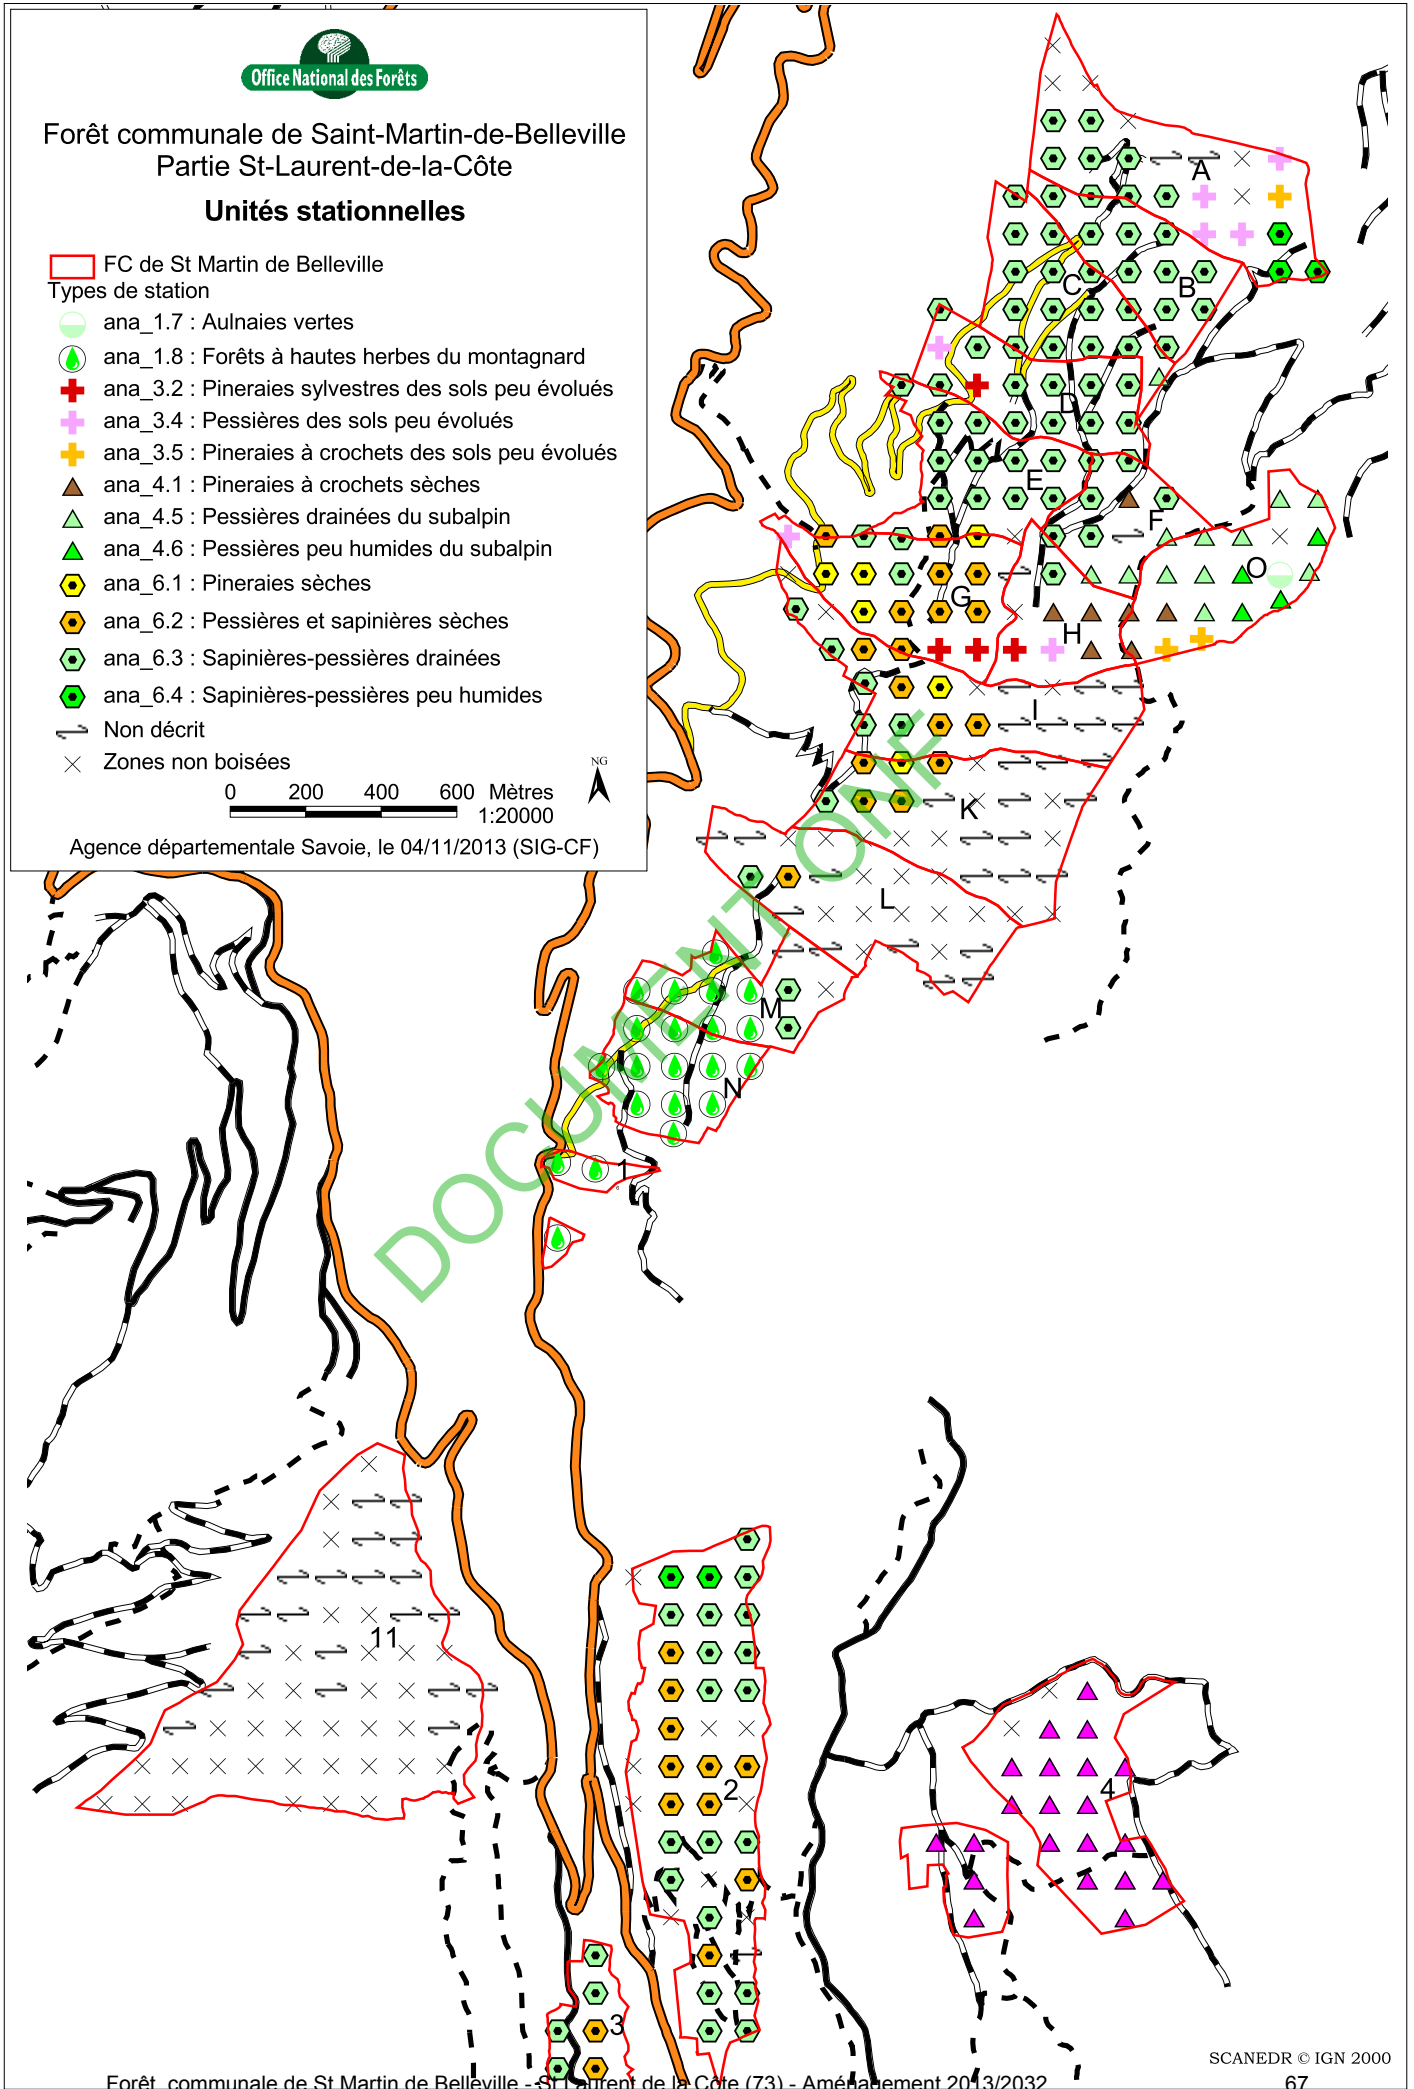 Office National des Forêts
Forêt communale de Saint-Martin-de-Belleville
Partie St-Laurent-de-la-Côte
Unités stationnelles
FC de St Martin de Belleville
Types de station
ana_1.7 : Aulnaies vertes
ana_1.8 : Forêts à hautes herbes du montagnard
ana_3.2 : Pineraies sylvestres des sols peu évolués
ana_3.4 : Pessières des sols peu évolués
ana_3.5 : Pineraies à crochets des sols peu évolués
ana_4.1 : Pineraies à crochets sèches
ana_4.5 : Pessières drainées du subalpin
ana_4.6 : Pessières peu humides du subalpin
ana_6.1 : Pineraies sèches
ana_6.2 : Pessières et sapinières sèches
ana_6.3 : Sapinières-pessières drainées
ana_6.4 : Sapinières-pessières peu humides
Non décrit
Zones non boisées
NG
0 200 400 600 Mètres
1:20000
Agence départementale Savoie, le 04/11/2013 (SIG-CF)
A
B
C
D
E
F
O
G
H
I
K
L
M
N
1
DOCUMENT ONF
11
2
4
3
SCANEDR © IGN 2000
Forêt communale de St Martin de Belleville - St Laurent de la Côte (73) - Aménagement 2013/2032 67